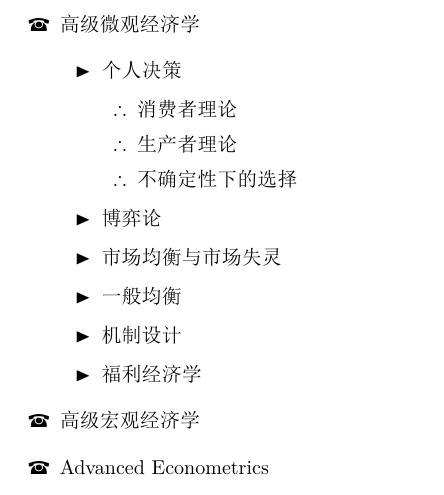 ☎ 高级微观经济学
▶ 个人决策
∴ 消费者理论
∴ 生产者理论
∴ 不确定性下的选择
▶ 博弈论
▶ 市场均衡与市场失灵
▶ 一般均衡
▶ 机制设计
▶ 福利经济学
☎ 高级宏观经济学
☎ Advanced Econometrics